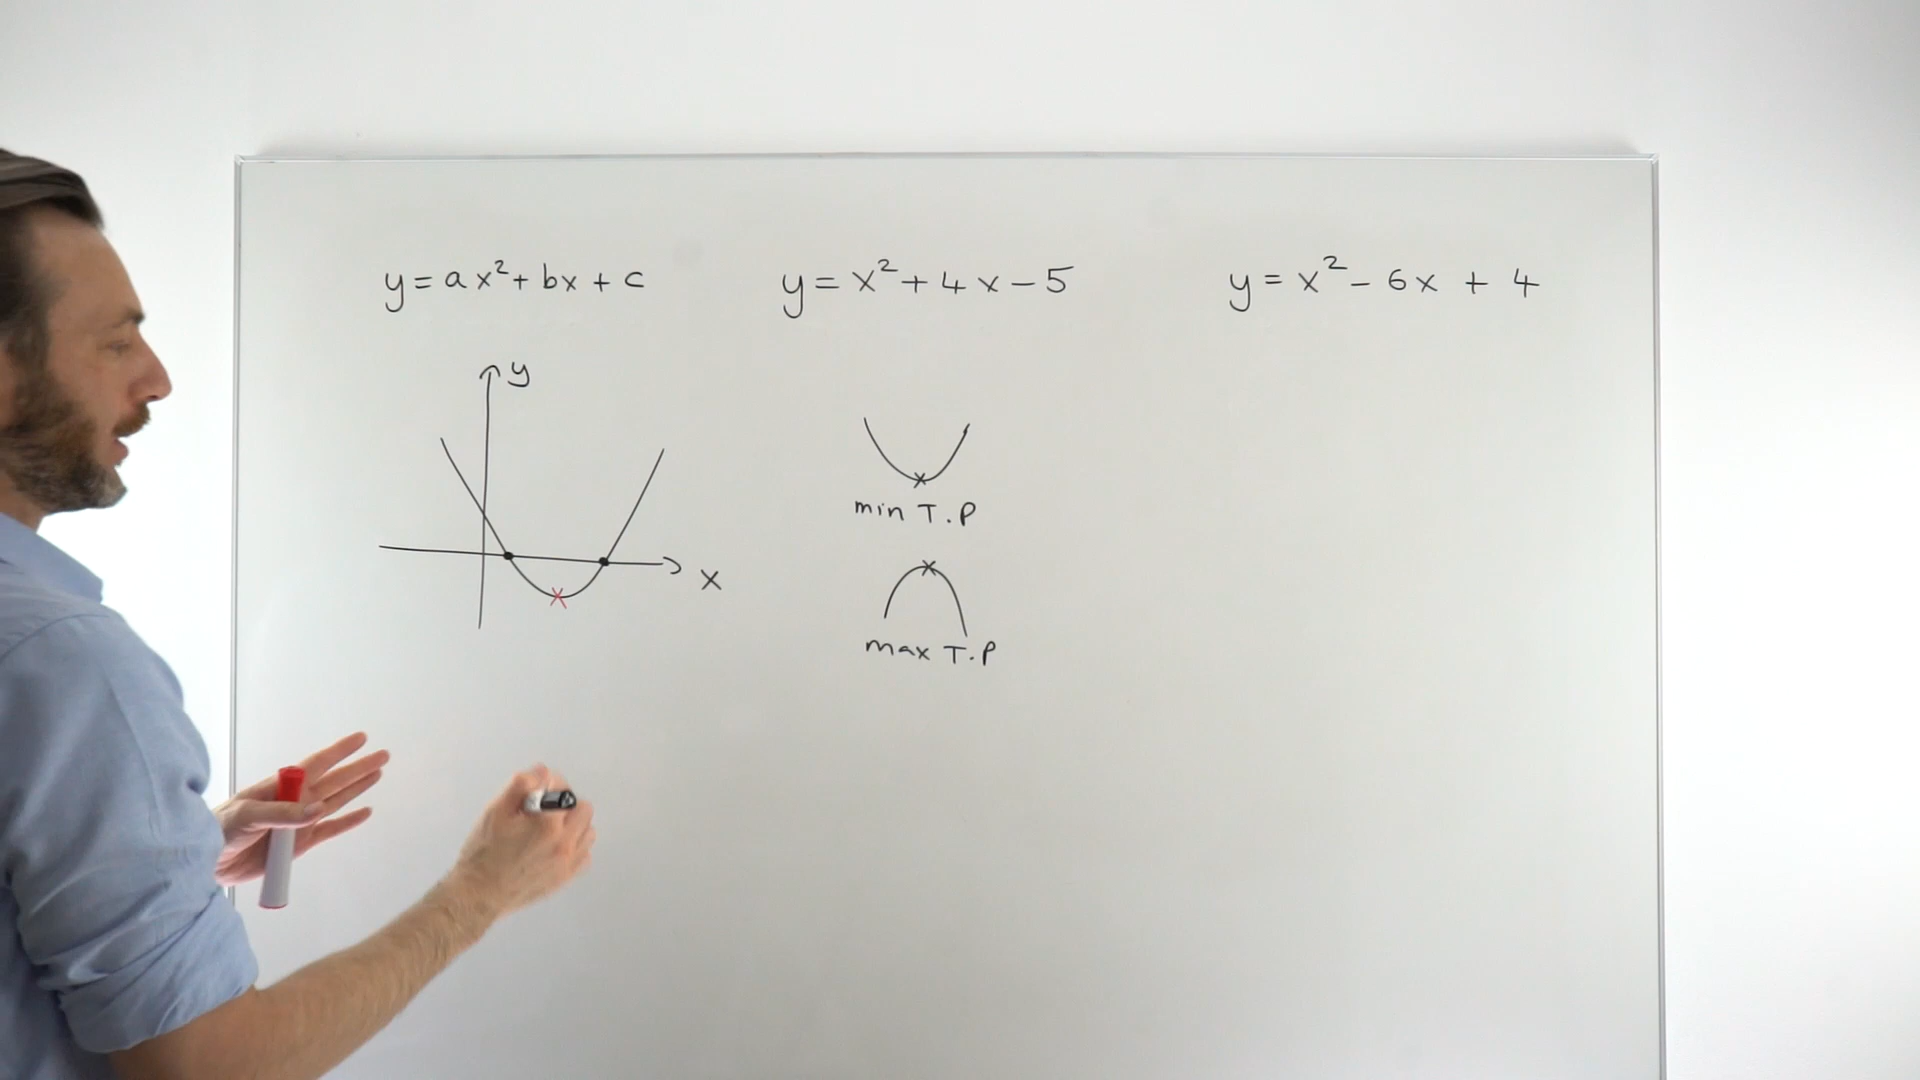 y = ax² + bx + c
y = x² + 4x - 5
y = x² - 6x + 4
y
x
min T.P
max T.P